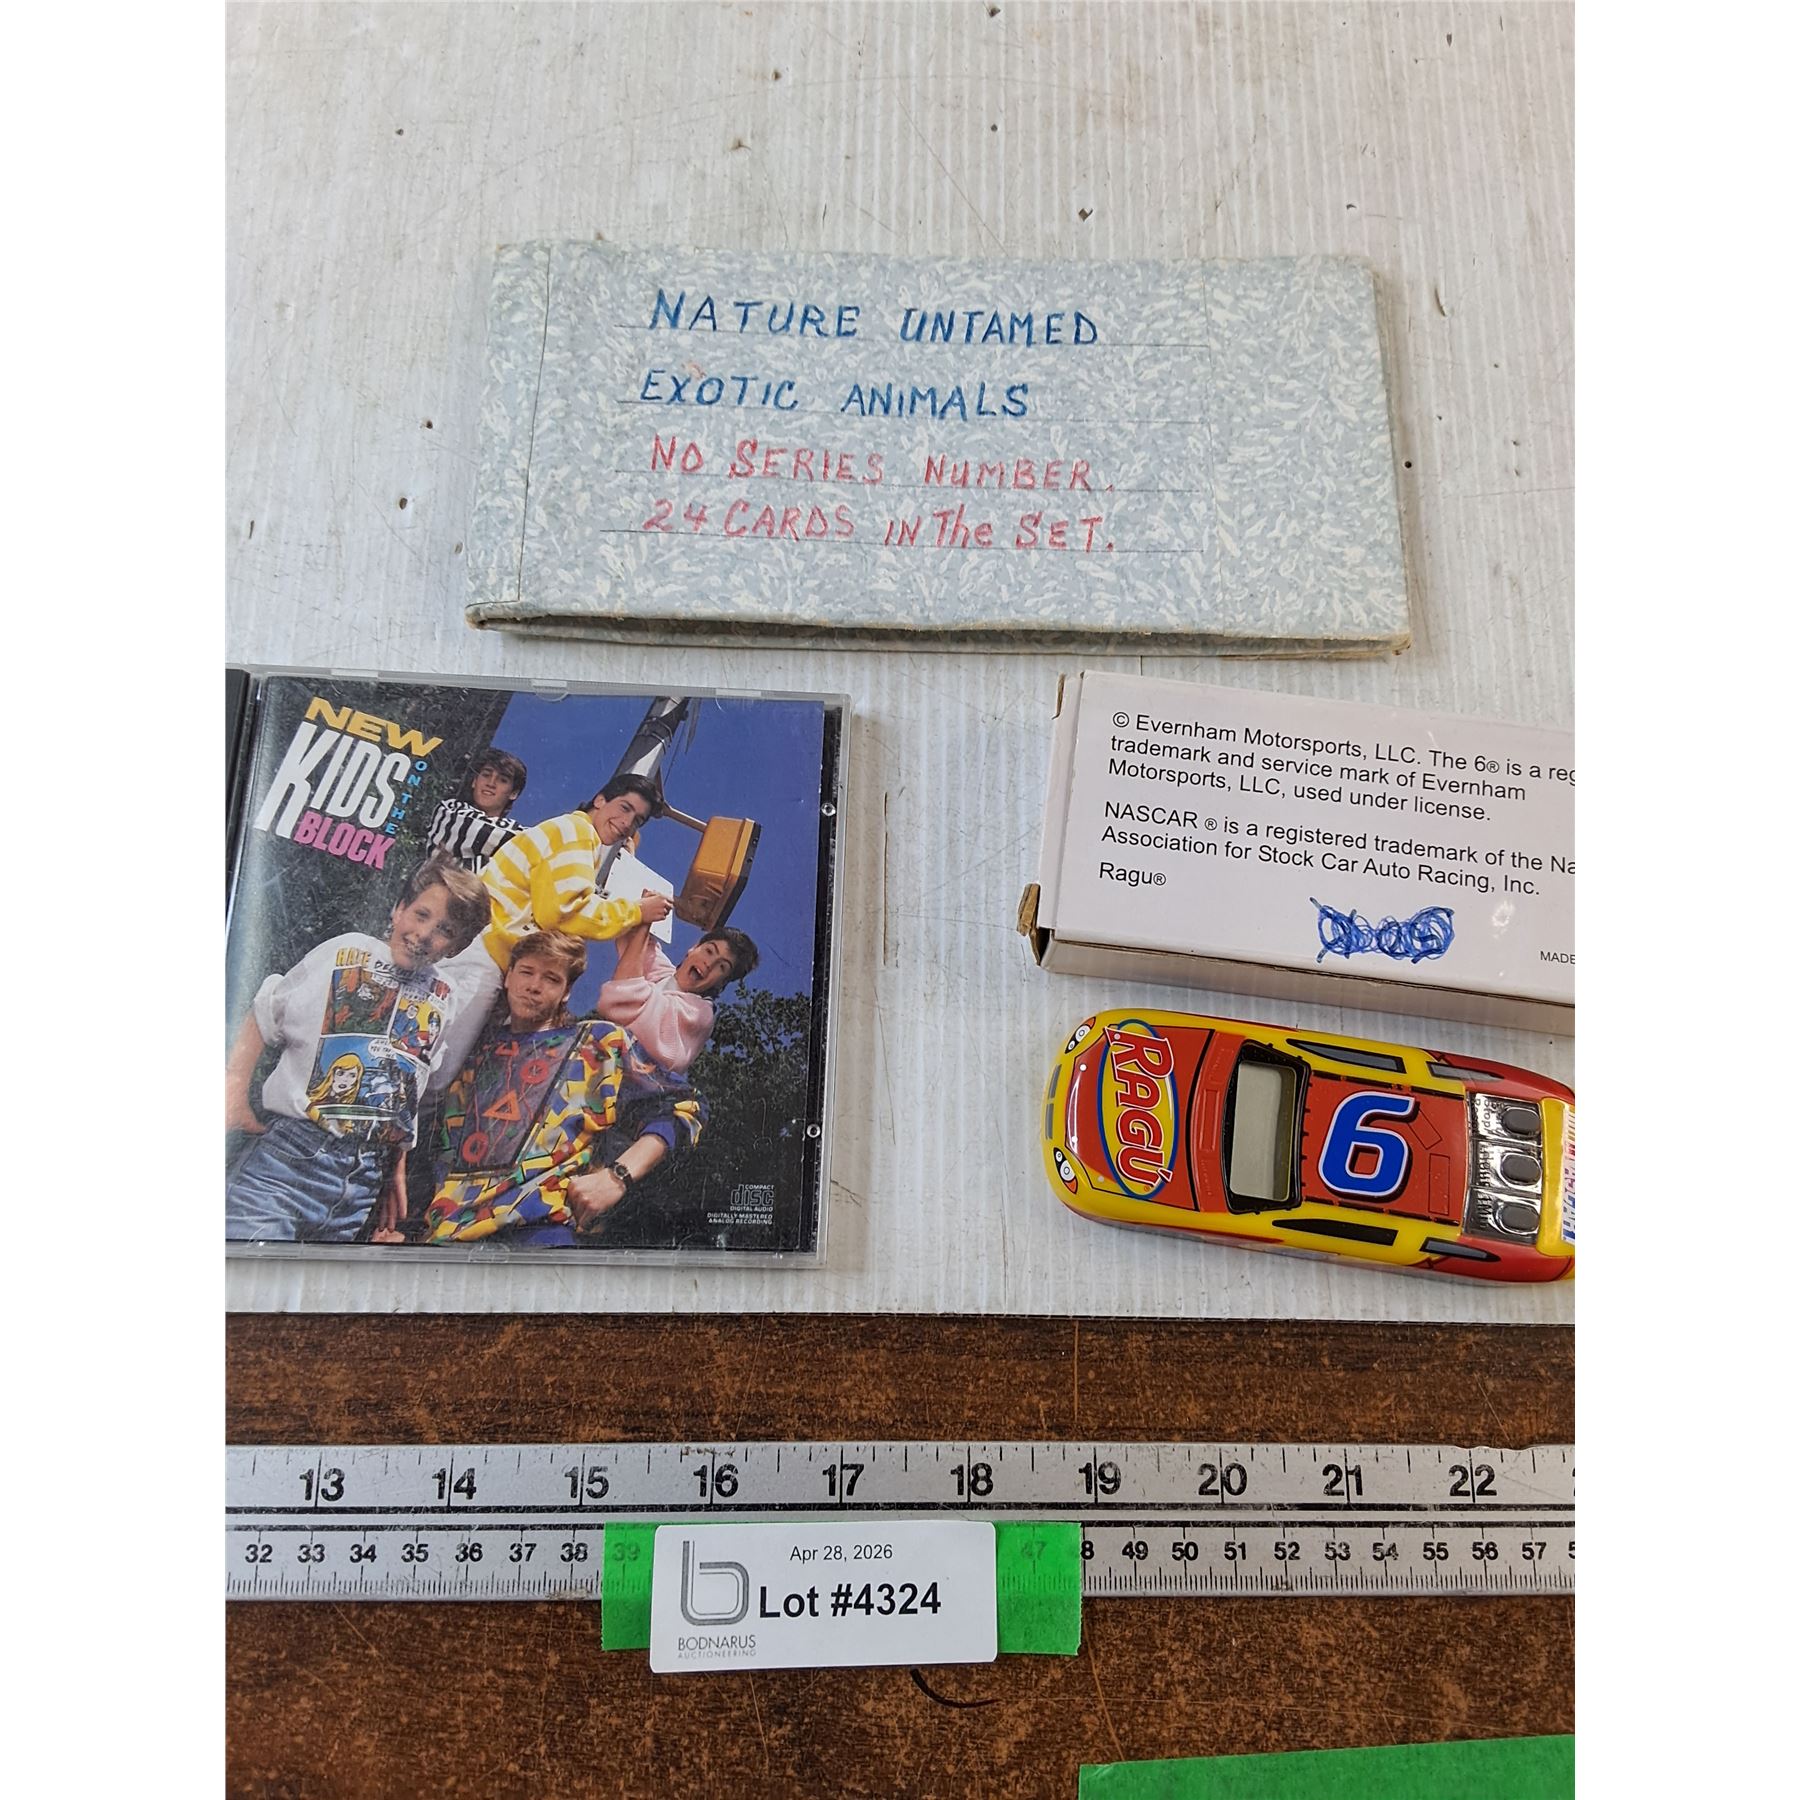 NATURE UNTAMED
EXOTIC ANIMALS
NO SERIES NUMBER.
24 CARDS IN The SET.
NEW
KIDS
ON THE
BLOCK
COMPACT
disc
DIGITAL AUDIO
DIGITALLY MASTERED
ANALOG RECORDING
© Evernham Motorsports, LLC. The 6® is a reg
trademark and service mark of Evernham
Motorsports, LLC, used under license.
NASCAR ® is a registered trademark of the Na
Association for Stock Car Auto Racing, Inc.
Ragu®
MADE
RAGÚ
6
13 14 15 16 17 18 19 20 21 22
32 33 34 35 36 37 38 39 47 8 49 50 51 52 53 54 55 56 57
Apr 28, 2026
Lot #4324
b
BODNARUS
AUCTIONEERING